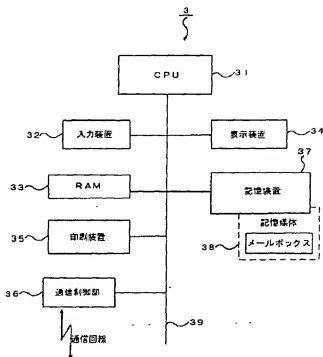 3
CPU
31
32
入力装置
表示装置
34
37
33
RAM
記憶装置
記憶媒体
38
メールボックス
35
印刷装置
36
通信制御部
通信回線
39